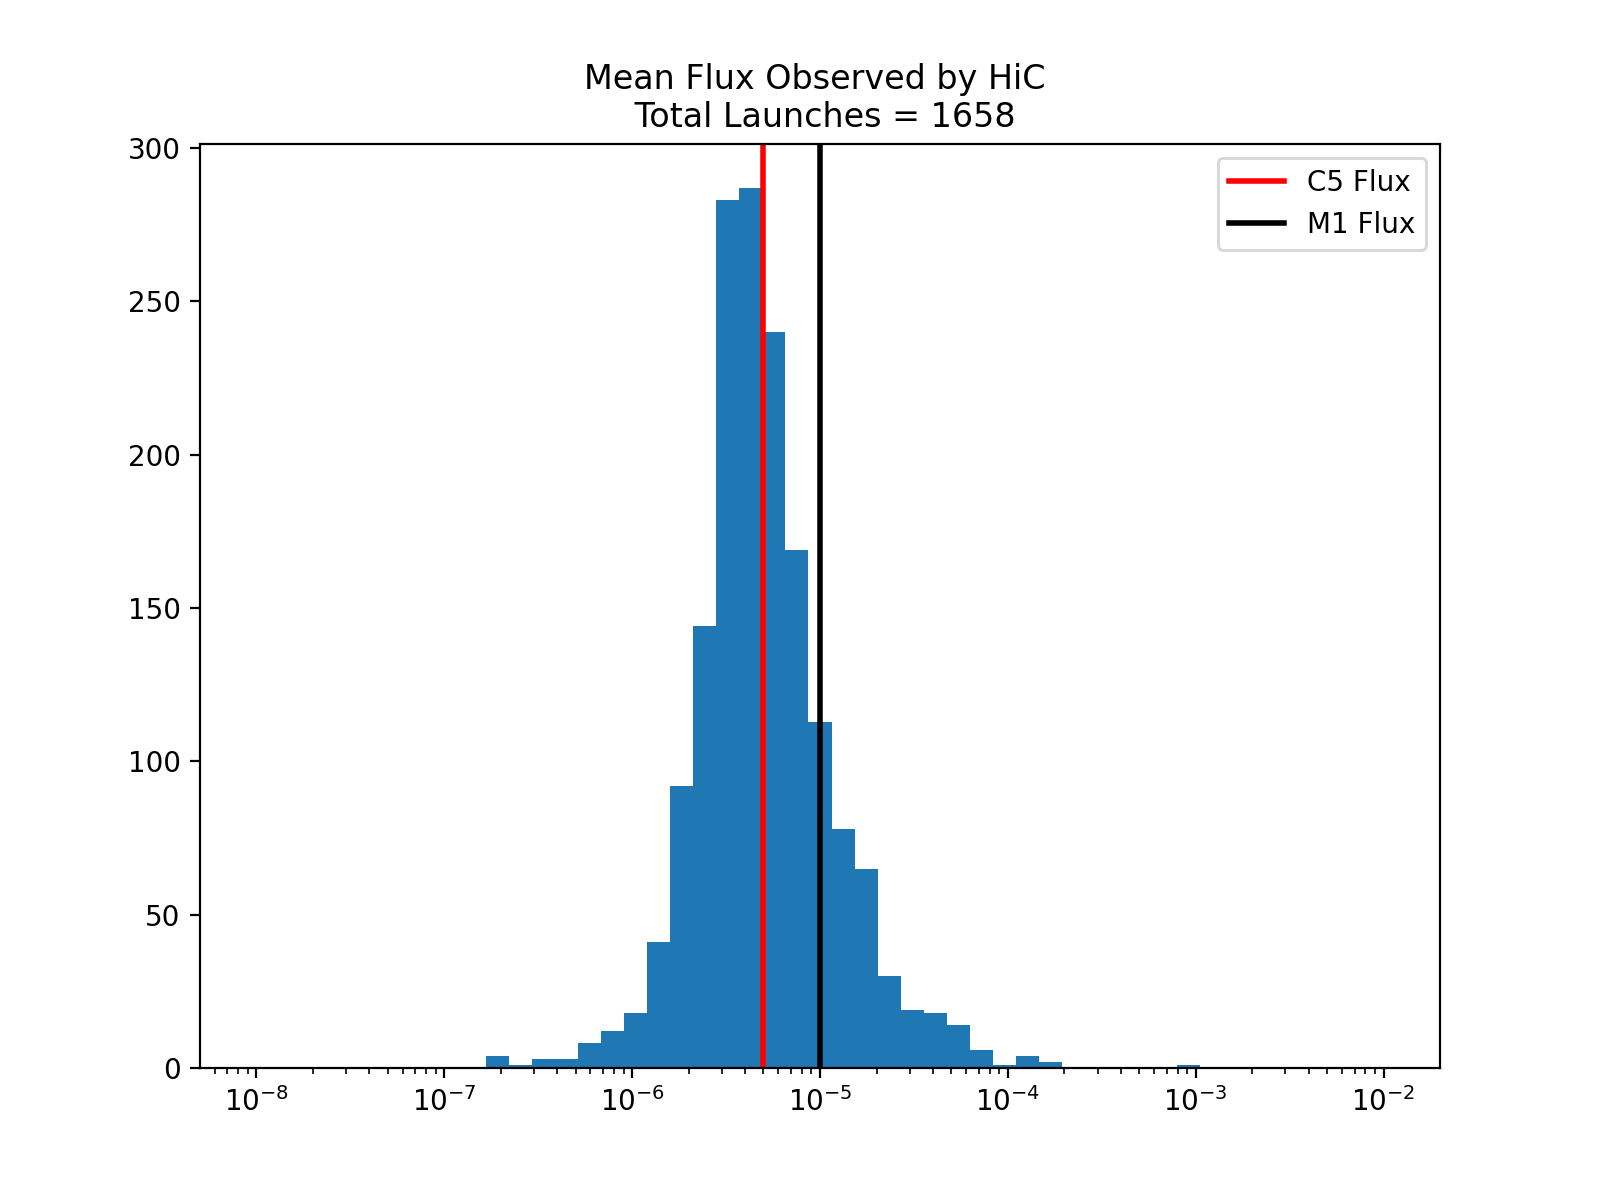 Mean Flux Observed by HiC
Total Launches = 1658
C5 Flux
M1 Flux
300
250
200
150
100
50
0
10⁻⁸ 10⁻⁷ 10⁻⁶ 10⁻⁵ 10⁻⁴ 10⁻³ 10⁻²